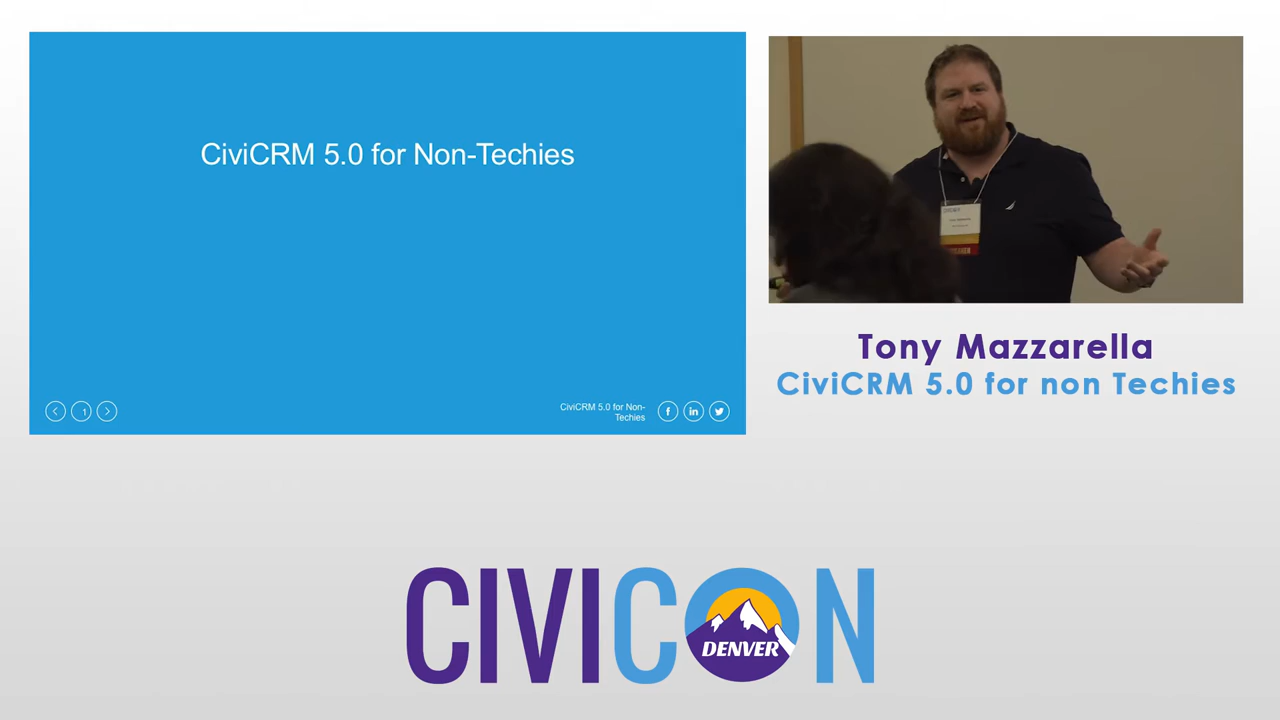 CiviCRM 5.0 for Non-Techies
1
CiviCRM 5.0 for Non-
Techies
f
in
Tony Mazzarella
CiviCRM 5.0 for non Techies
CIVICON
DENVER